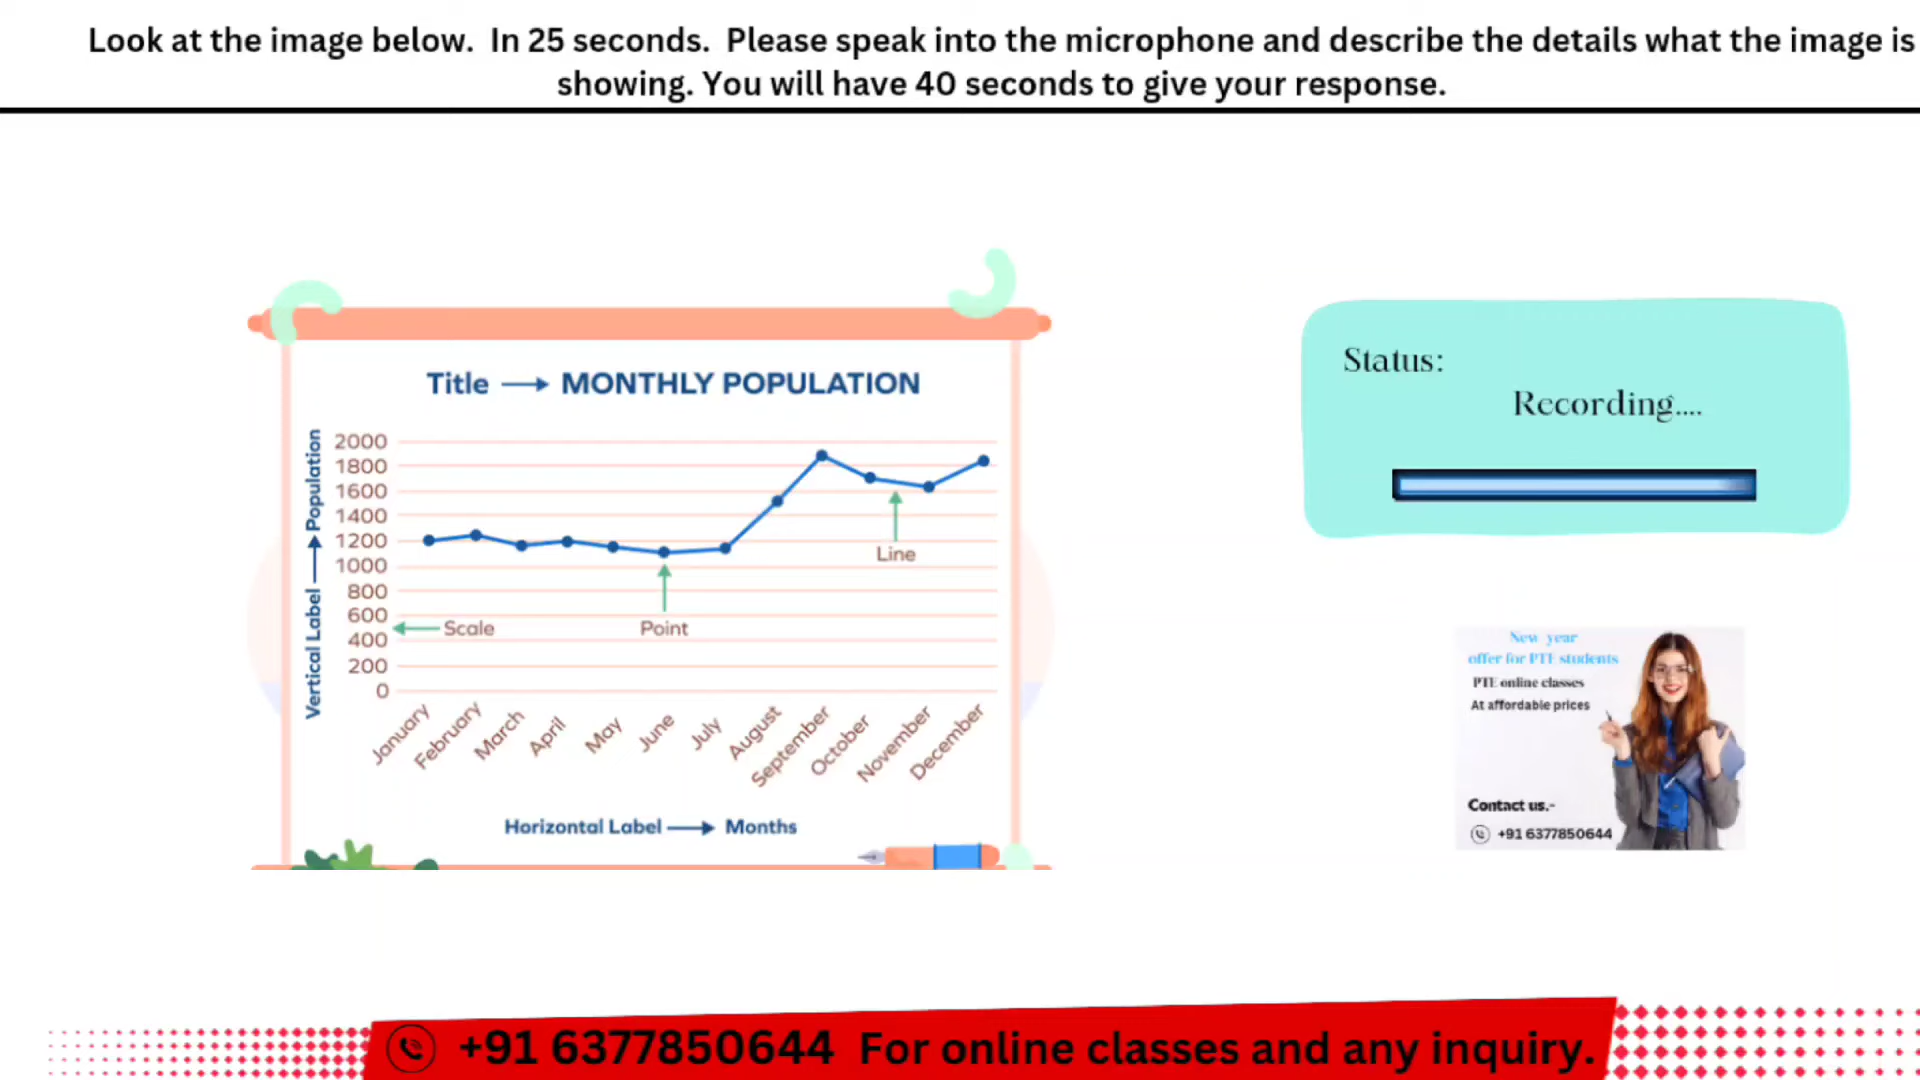 Look at the image below. In 25 seconds. Please speak into the microphone and describe the details what the image is
showing. You will have 40 seconds to give your response.
Title → MONTHLY POPULATION
Vertical Label → Population
2000
1800
1600
1400
1200
1000
800
600
400
200
0
Scale
Point
Line
January
February
March
April
May
June
July
August
September
October
November
December
Horizontal Label → Months
Status:
Recording....
New year
offer for PTE students
PTE online classes
At affordable prices
Contact us.-
+91 6377850644
+91 6377850644 For online classes and any inquiry.